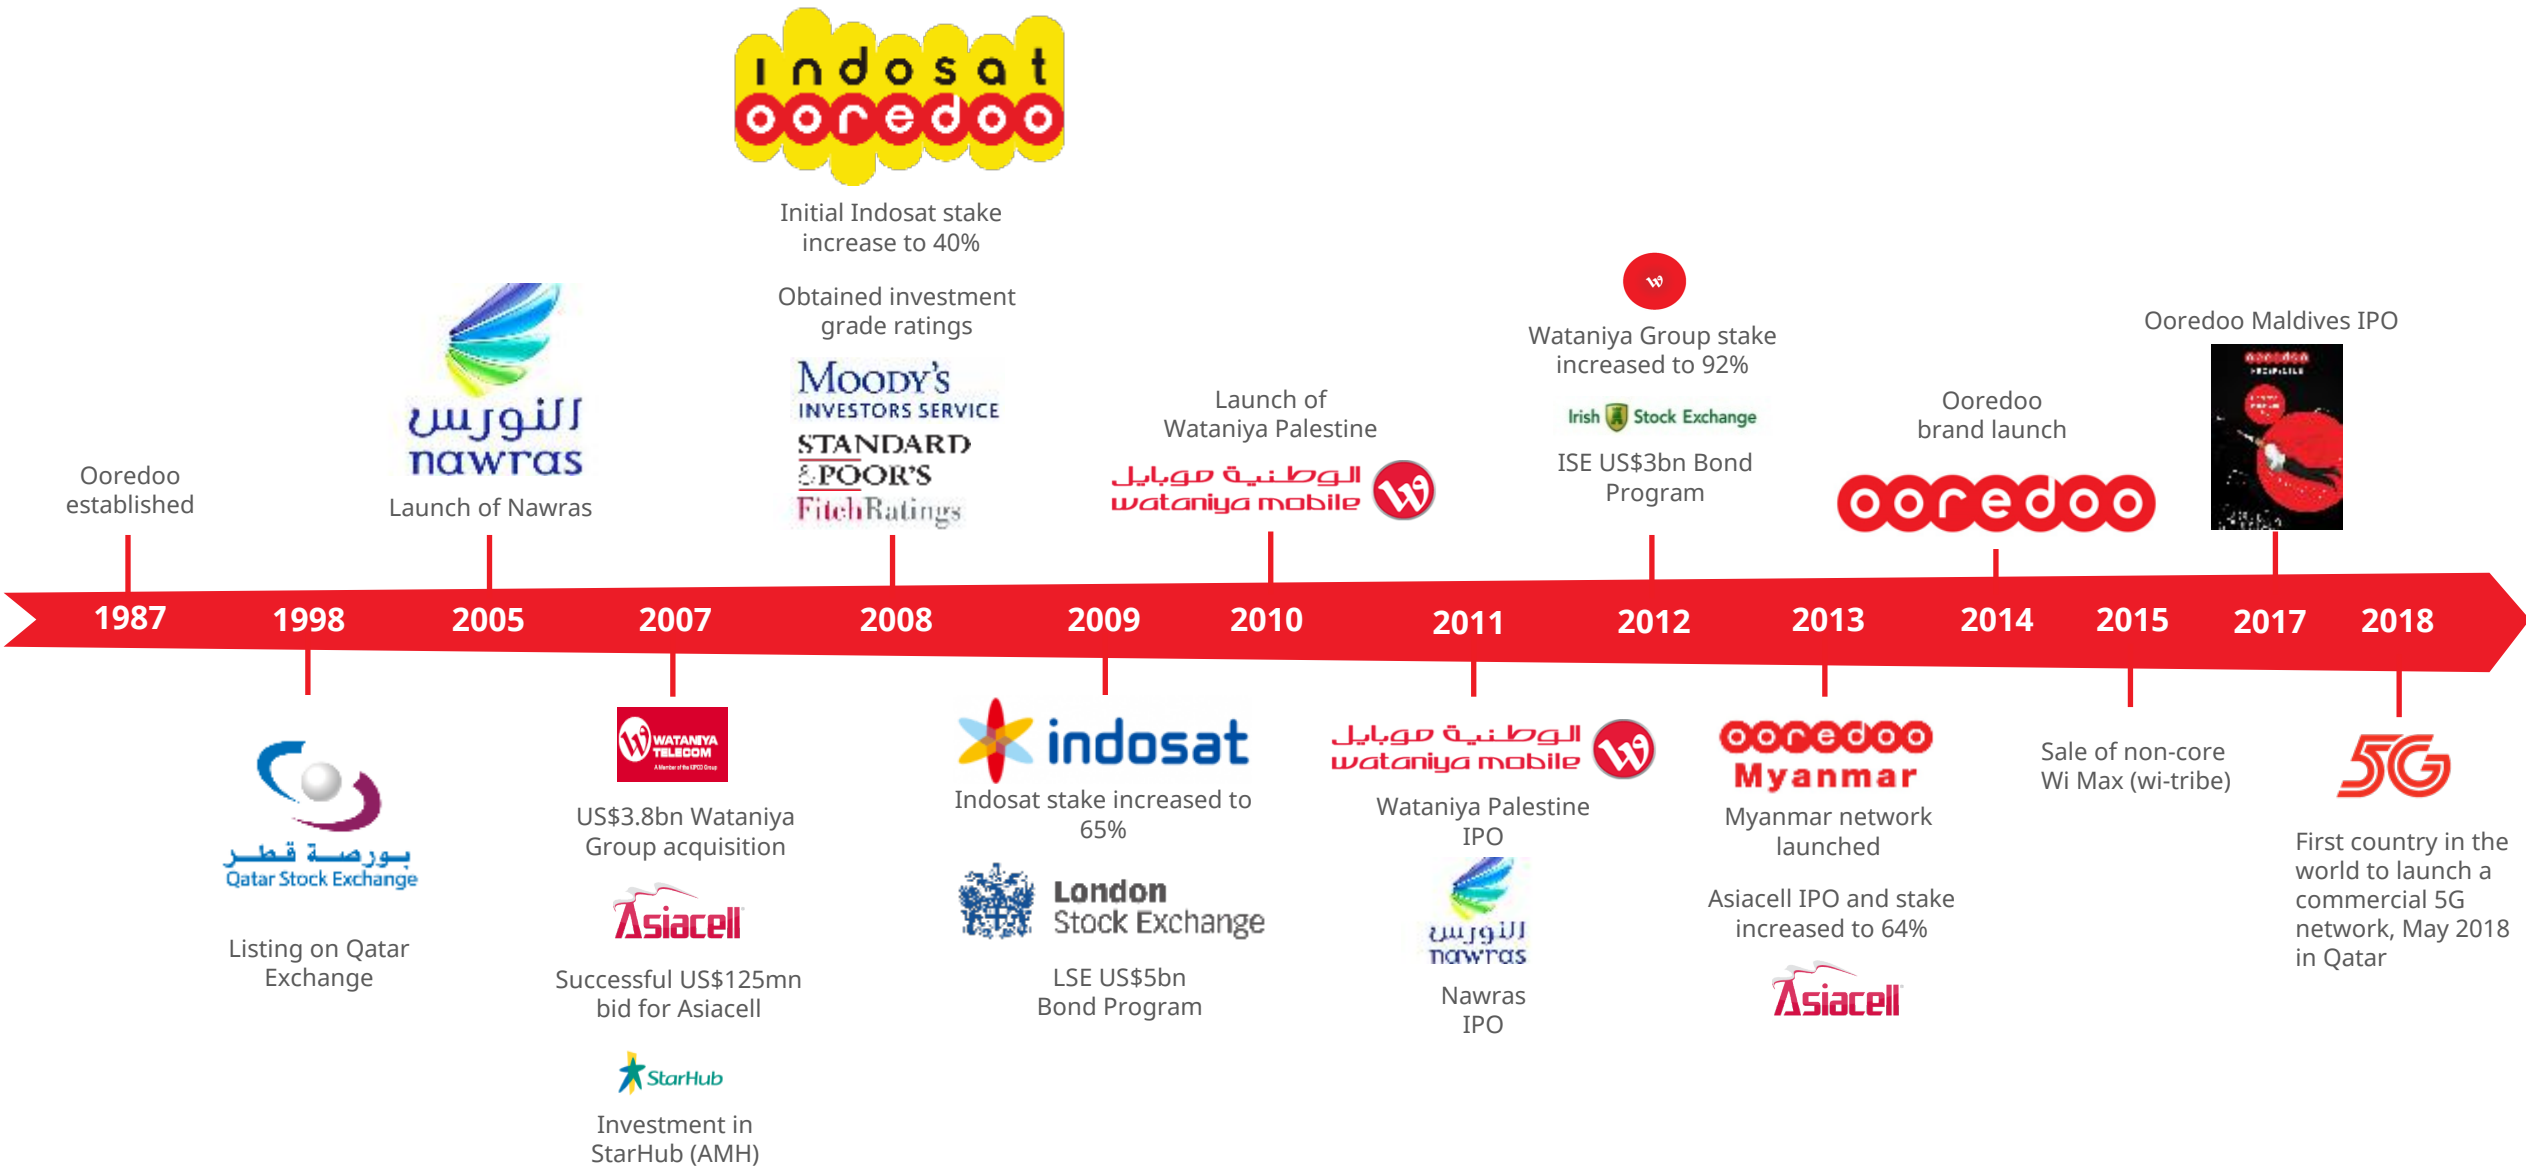 indosat
ooredoo
Initial Indosat stake
increase to 40%
Obtained investment
grade ratings
MOODY'S
INVESTORS SERVICE
STANDARD
&POOR'S
FitchRatings
النورس
nawras
Launch of Nawras
Ooredoo
established
Launch of
Wataniya Palestine
الوطنية موبايل
wataniya mobile
Wataniya Group stake
increased to 92%
Irish Stock Exchange
ISE US$3bn Bond
Program
Ooredoo
brand launch
ooredoo
Ooredoo Maldives IPO
ooredoo
1987
1998
2005
2007
2008
2009
2010
2011
2012
2013
2014
2015
2017
2018
بورصة قطر
Qatar Stock Exchange
Listing on Qatar
Exchange
WATANIYA
TELECOM
A Member of the KIPCO Group
US$3.8bn Wataniya
Group acquisition
Asiacell
Successful US$125mn
bid for Asiacell
StarHub
Investment in
StarHub (AMH)
indosat
Indosat stake increased to
65%
London
Stock Exchange
LSE US$5bn
Bond Program
الوطنية موبايل
wataniya mobile
Wataniya Palestine
IPO
النورس
nawras
Nawras
IPO
ooredoo
Myanmar
Myanmar network
launched
Asiacell IPO and stake
increased to 64%
Asiacell
Sale of non-core
Wi Max (wi-tribe)
5G
First country in the
world to launch a
commercial 5G
network, May 2018
in Qatar